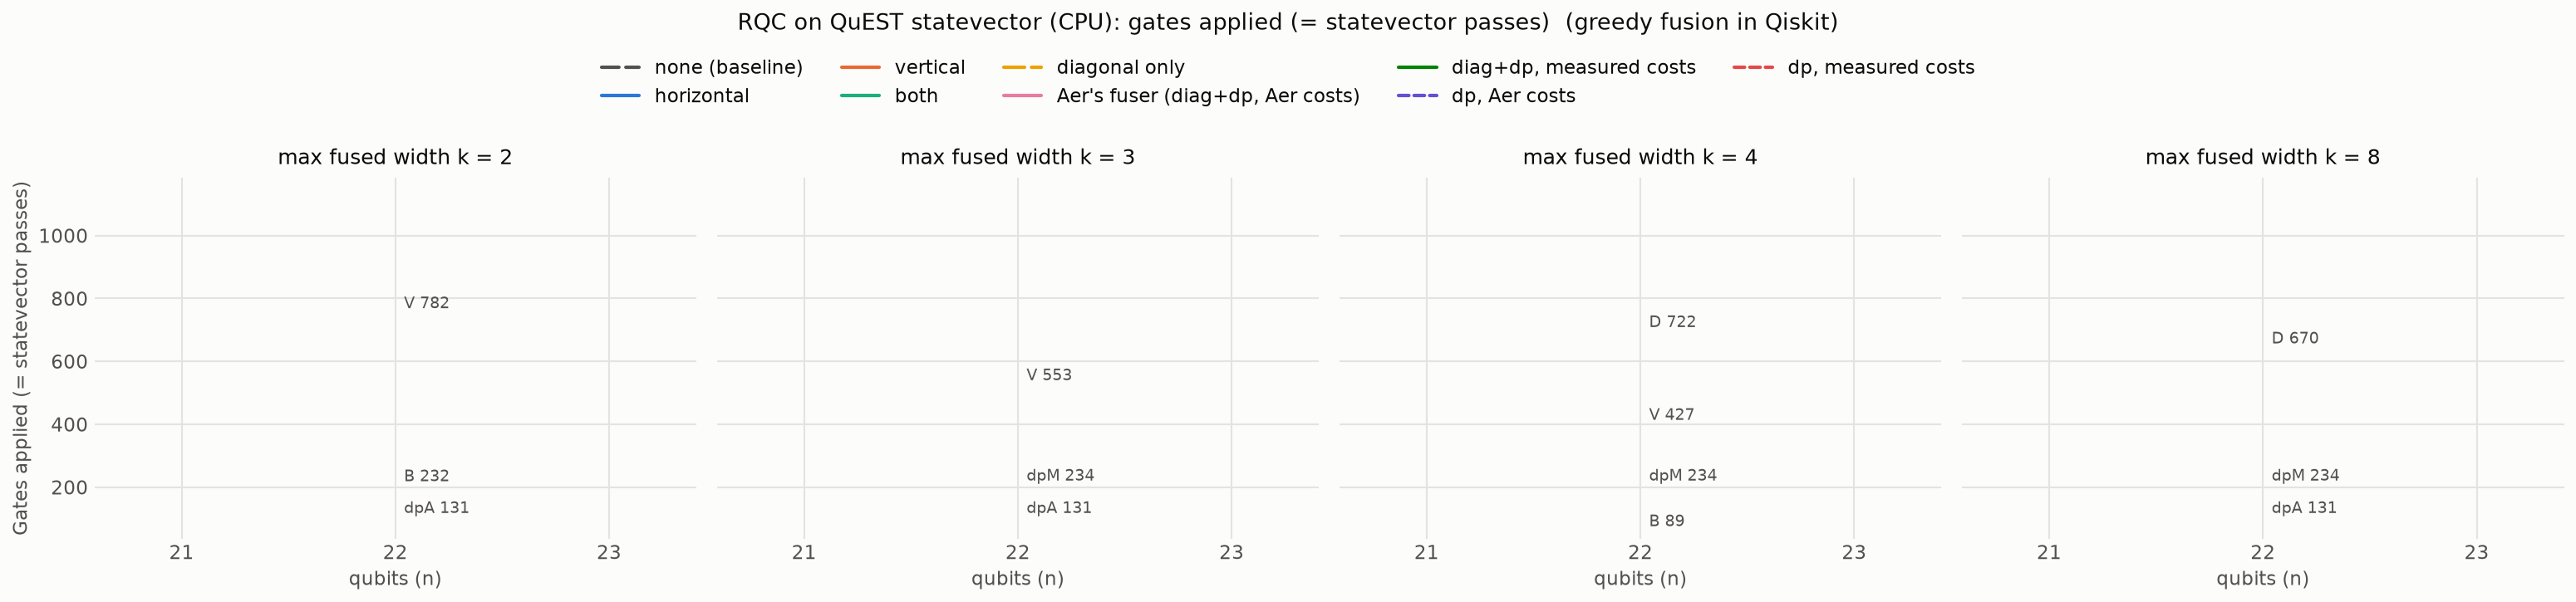 RQC on QuEST statevector (CPU): gates applied (= statevector passes)  (greedy fusion in Qiskit)
none (baseline)
horizontal
vertical
both
diagonal only
Aer's fuser (diag+dp, Aer costs)
diag+dp, measured costs
dp, Aer costs
dp, measured costs
Gates applied (= statevector passes)
1000
800
600
400
200
max fused width k = 2
V 782
B 232
dpA 131
21 22 23
qubits (n)
max fused width k = 3
V 553
dpM 234
dpA 131
21 22 23
qubits (n)
max fused width k = 4
D 722
V 427
dpM 234
B 89
21 22 23
qubits (n)
max fused width k = 8
D 670
dpM 234
dpA 131
21 22 23
qubits (n)